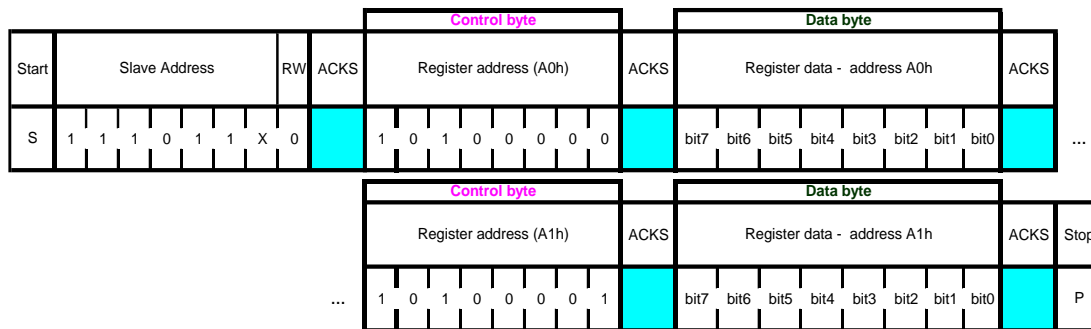 Control byte Data byte
Start Slave Address RW ACKS Register address (A0h) ACKS Register data - address A0h ACKS
S 1 1 1 0 1 1 X 0 1 0 1 0 0 0 0 0 bit7 bit6 bit5 bit4 bit3 bit2 bit1 bit0 ...
Control byte Data byte
Register address (A1h) ACKS Register data - address A1h ACKS Stop
... 1 0 1 0 0 0 0 1 bit7 bit6 bit5 bit4 bit3 bit2 bit1 bit0 P